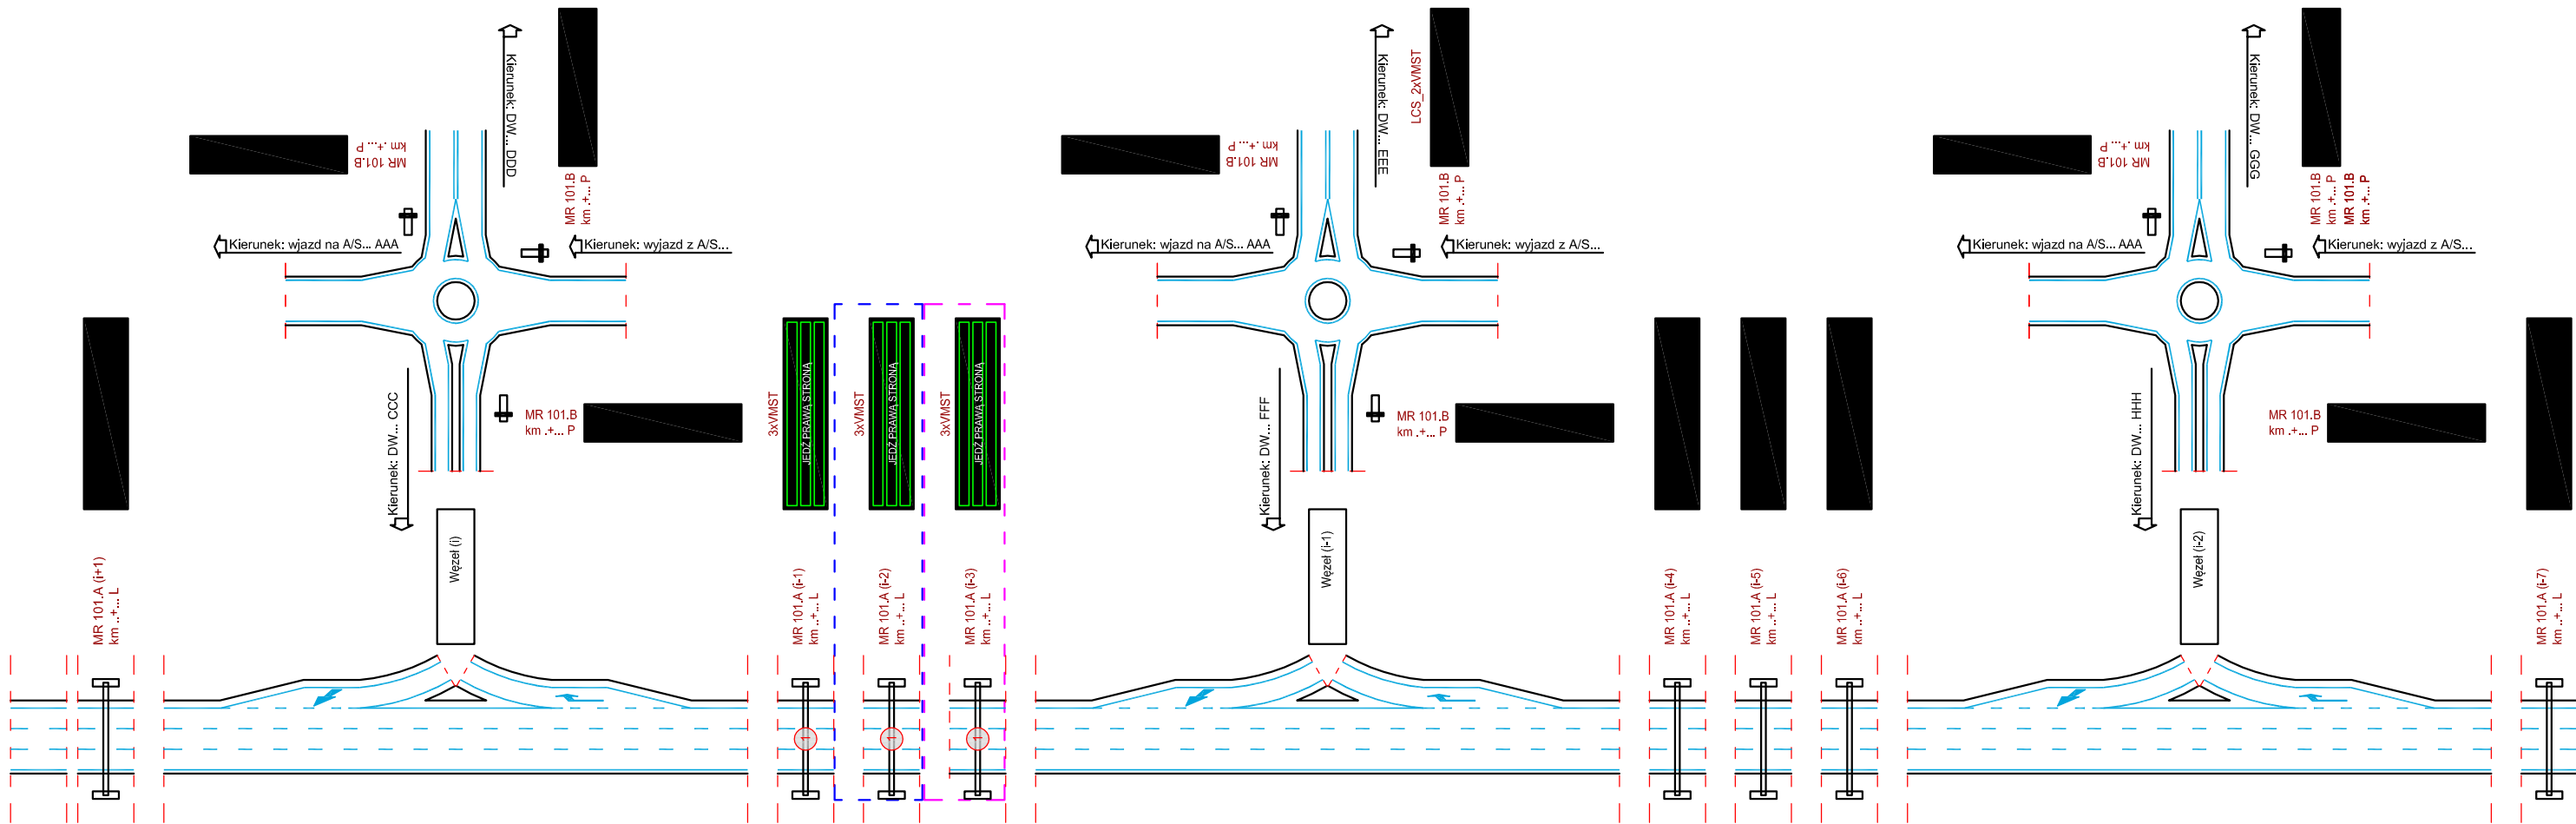 Kierunek: DW... DDD
MR 101.B
km .+... P
MR 101.B
km .+... P
Kierunek: wjazd na A/S... AAA
Kierunek: wyjazd z A/S...
Kierunek: DW... CCC
MR 101.B
km .+... P
Węzeł (i)
MR 101.A (i+1)
km ..+... L
3xVMST
JEDŹ PRAWĄ STRONĄ
MR 101.A (i-1)
km ..+... L
1
3xVMST
JEDŹ PRAWĄ STRONĄ
MR 101.A (i-2)
km ..+... L
1
3xVMST
JEDŹ PRAWĄ STRONĄ
MR 101.A (i-3)
km ..+... L
1
Kierunek: DW... EEE
LCS_2xVMST
MR 101.B
km .+... P
MR 101.B
km .+... P
Kierunek: wjazd na A/S... AAA
Kierunek: wyjazd z A/S...
Kierunek: DW... FFF
MR 101.B
km .+... P
Węzeł (i-1)
MR 101.A (i-4)
km ..+... L
MR 101.A (i-5)
km ..+... L
MR 101.A (i-6)
km ..+... L
Kierunek: DW... GGG
MR 101.B
km .+... P
MR 101.B
km .+... P
MR 101.B
km .+... P
Kierunek: wjazd na A/S... AAA
Kierunek: wyjazd z A/S...
Kierunek: DW... HHH
MR 101.B
km .+... P
Węzeł (i-2)
MR 101.A (i-7)
km ..+... L